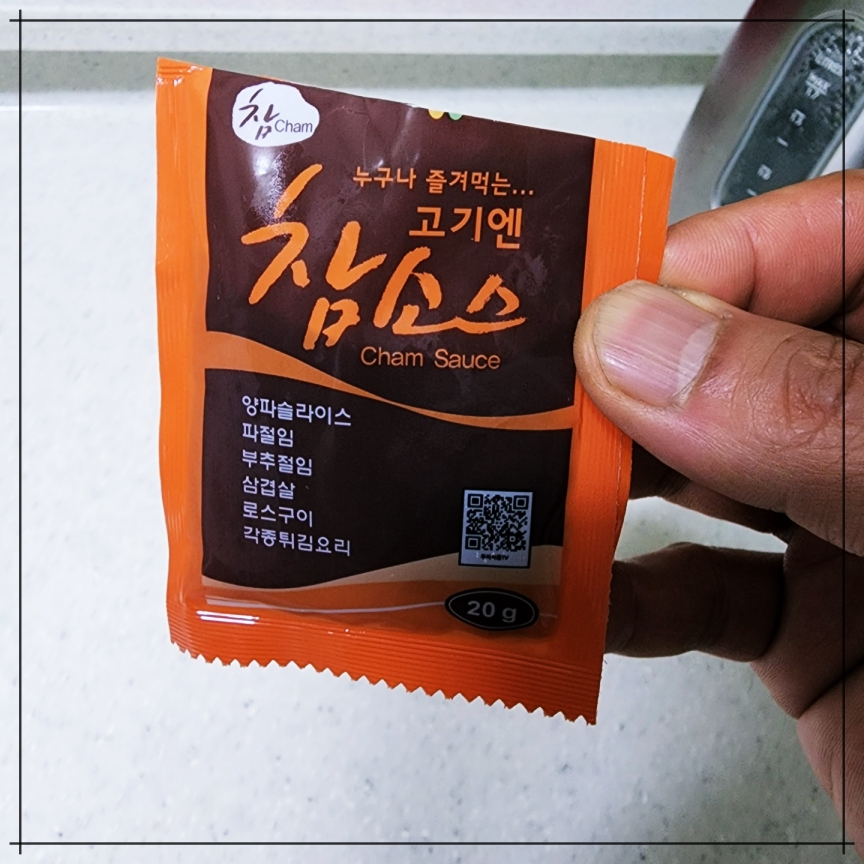 참 Cham
누구나 즐겨먹는...
고기엔
참소스
Cham Sauce
양파슬라이스
파절임
부추절임
삼겹살
로스구이
각종튀김요리
20 g